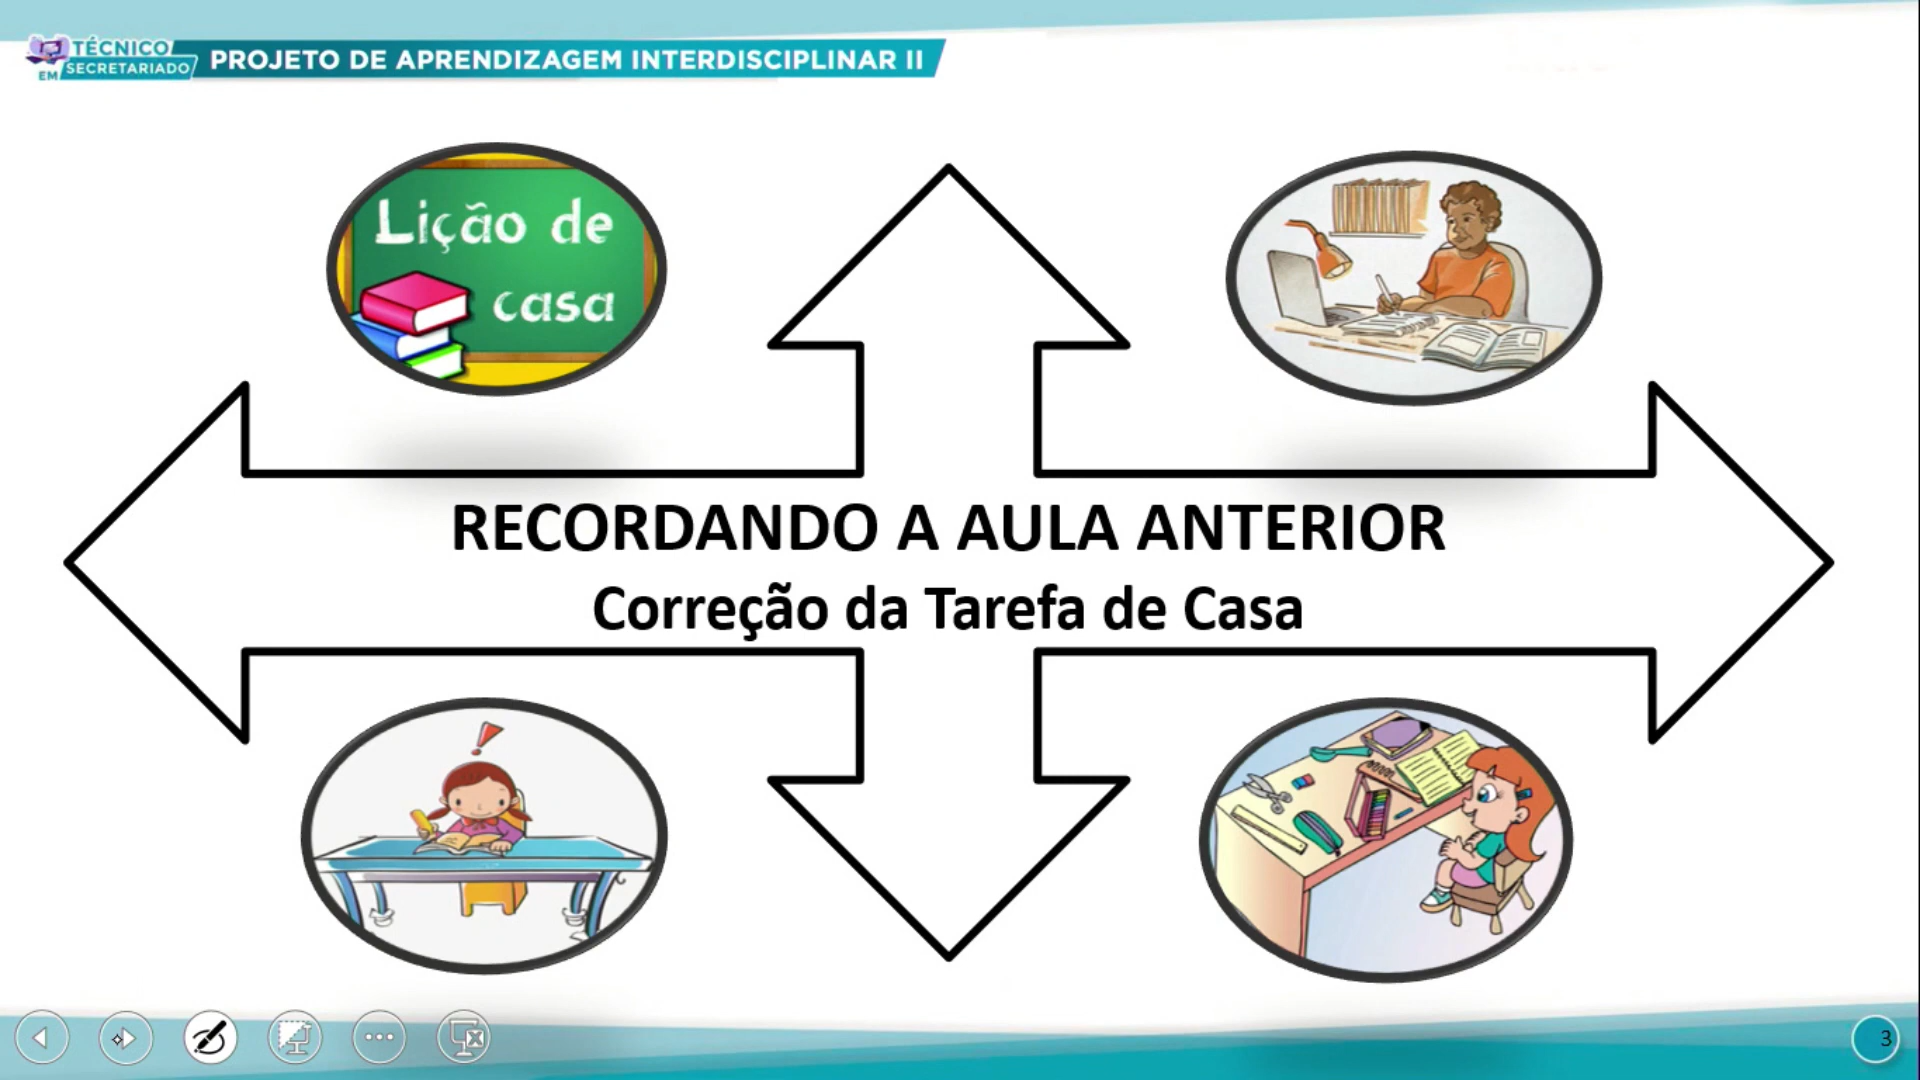 TÉCNICO
EM SECRETARIADO
PROJETO DE APRENDIZAGEM INTERDISCIPLINAR II
Lição de
casa
RECORDANDO A AULA ANTERIOR
Correção da Tarefa de Casa
!
3